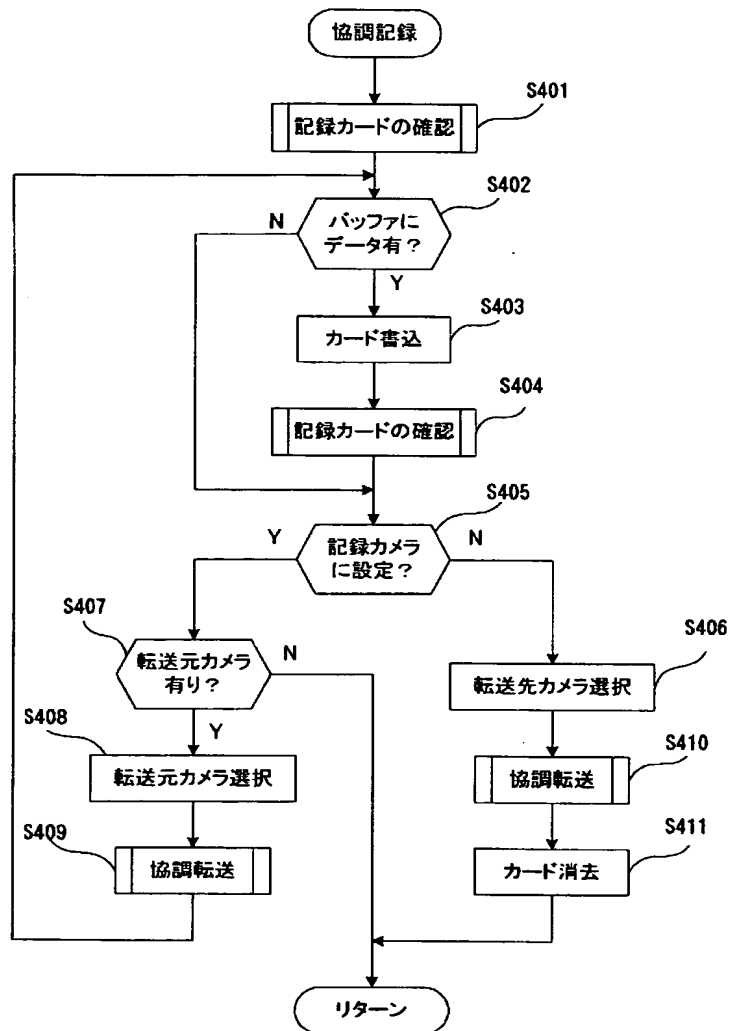 協調記録
S401
記録カードの確認
S402
N
バッファに
データ有？
Y
S403
カード書込
S404
記録カードの確認
S405
Y
記録カメラ
に設定？
N
S407
転送元カメラ
有り？
N
S406
転送先カメラ選択
S408
Y
転送元カメラ選択
S410
協調転送
S409
協調転送
S411
カード消去
リターン